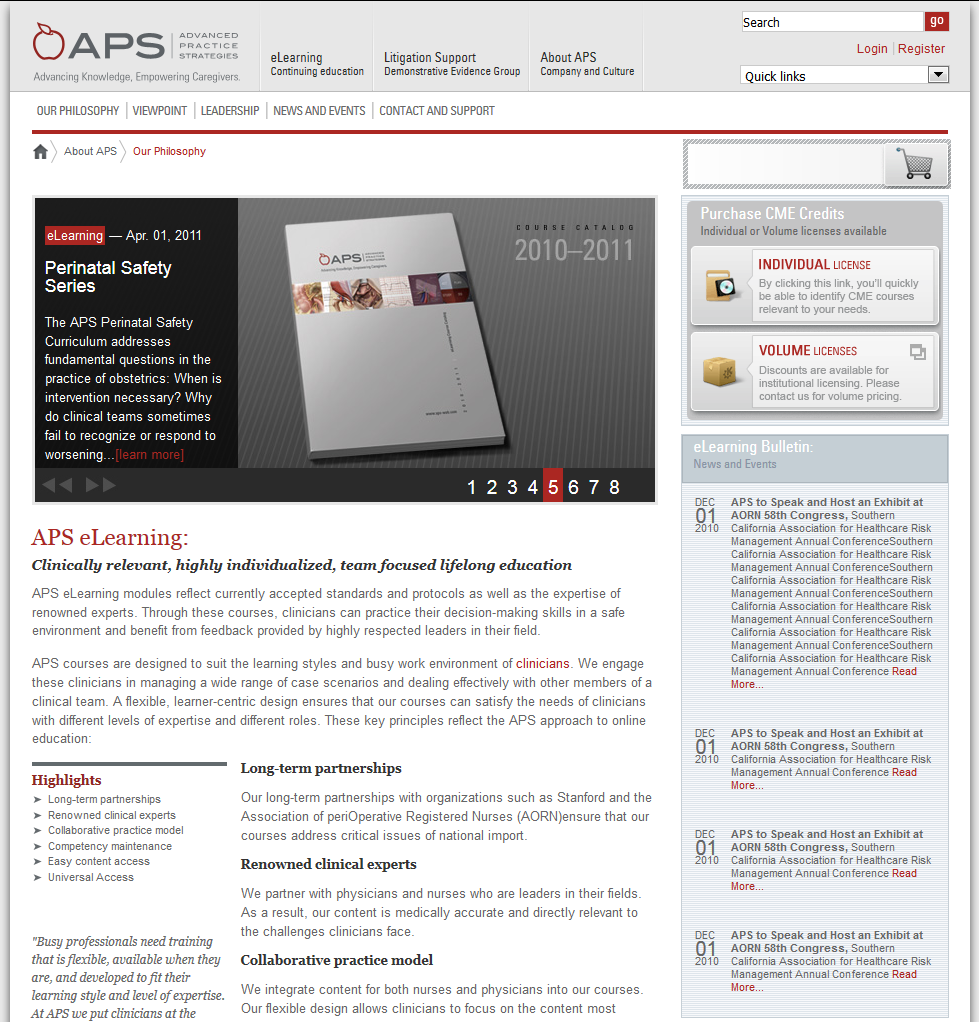 APS
ADVANCED
PRACTICE
STRATEGIES
Advancing Knowledge, Empowering Caregivers.
eLearning
Continuing education
Litigation Support
Demonstrative Evidence Group
About APS
Company and Culture
Search
go
Login | Register
Quick links
OUR PHILOSOPHY | VIEWPOINT | LEADERSHIP | NEWS AND EVENTS | CONTACT AND SUPPORT
About APS
Our Philosophy
eLearning — Apr. 01, 2011
Perinatal Safety
Series
The APS Perinatal Safety
Curriculum addresses
fundamental questions in the
practice of obstetrics: When is
intervention necessary? Why
do clinical teams sometimes
fail to recognize or respond to
worsening...[learn more]
APS
ADVANCED
PRACTICE
STRATEGIES
Advancing Knowledge, Empowering Caregivers
COURSE CATALOG
2010—2011
1 2 3 4 5 6 7 8
Purchase CME Credits
Individual or Volume licenses available
INDIVIDUAL LICENSE
By clicking this link, you'll quickly
be able to identify CME courses
relevant to your needs.
VOLUME LICENSES
Discounts are available for
institutional licensing. Please
contact us for volume pricing.
APS eLearning:
Clinically relevant, highly individualized, team focused lifelong education
APS eLearning modules reflect currently accepted standards and protocols as well as the expertise of
renowned experts. Through these courses, clinicians can practice their decision-making skills in a safe
environment and benefit from feedback provided by highly respected leaders in their field.
APS courses are designed to suit the learning styles and busy work environment of clinicians. We engage
these clinicians in managing a wide range of case scenarios and dealing effectively with other members of a
clinical team. A flexible, learner-centric design ensures that our courses can satisfy the needs of clinicians
with different levels of expertise and different roles. These key principles reflect the APS approach to online
education:
Highlights
Long-term partnerships
Renowned clinical experts
Collaborative practice model
Competency maintenance
Easy content access
Universal Access
"Busy professionals need training
that is flexible, available when they
are, and developed to fit their
learning style and level of expertise.
At APS we put clinicians at the
Long-term partnerships
Our long-term partnerships with organizations such as Stanford and the
Association of periOperative Registered Nurses (AORN)ensure that our
courses address critical issues of national import.
Renowned clinical experts
We partner with physicians and nurses who are leaders in their fields.
As a result, our content is medically accurate and directly relevant to
the challenges clinicians face.
Collaborative practice model
We integrate content for both nurses and physicians into our courses.
Our flexible design allows clinicians to focus on the content most
eLearning Bulletin:
News and Events
DEC
01
2010
APS to Speak and Host an Exhibit at
AORN 58th Congress, Southern
California Association for Healthcare Risk
Management Annual ConferenceSouthern
California Association for Healthcare Risk
Management Annual ConferenceSouthern
California Association for Healthcare Risk
Management Annual ConferenceSouthern
California Association for Healthcare Risk
Management Annual ConferenceSouthern
California Association for Healthcare Risk
Management Annual ConferenceSouthern
California Association for Healthcare Risk
Management Annual Conference Read
More...
DEC
01
2010
APS to Speak and Host an Exhibit at
AORN 58th Congress, Southern
California Association for Healthcare Risk
Management Annual Conference Read
More...
DEC
01
2010
APS to Speak and Host an Exhibit at
AORN 58th Congress, Southern
California Association for Healthcare Risk
Management Annual Conference Read
More...
DEC
01
2010
APS to Speak and Host an Exhibit at
AORN 58th Congress, Southern
California Association for Healthcare Risk
Management Annual Conference Read
More...